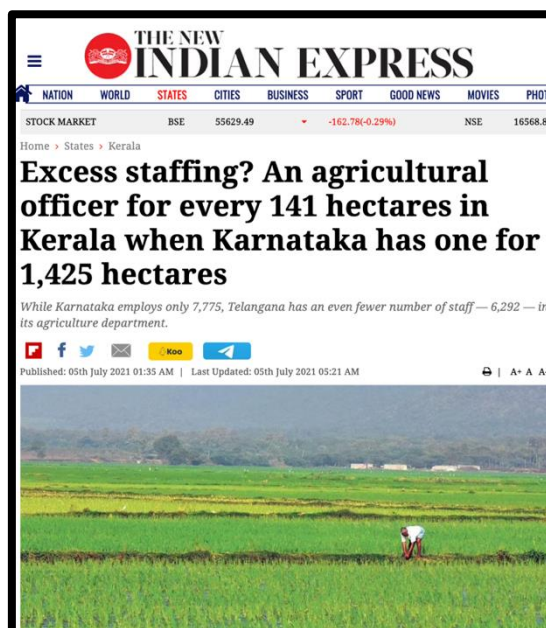 THE NEW
INDIAN EXPRESS
NATION WORLD STATES CITIES BUSINESS SPORT GOOD NEWS MOVIES
STOCK MARKET BSE 55629.49 -162.78(-0.29%) NSE 16568.8
Home › States › Kerala
Excess staffing? An agricultural
officer for every 141 hectares in
Kerala when Karnataka has one for
1,425 hectares
While Karnataka employs only 7,775, Telangana has an even fewer number of staff — 6,292 — in
its agriculture department.
Koo
Published: 05th July 2021 01:35 AM | Last Updated: 05th July 2021 05:21 AM | A+ A